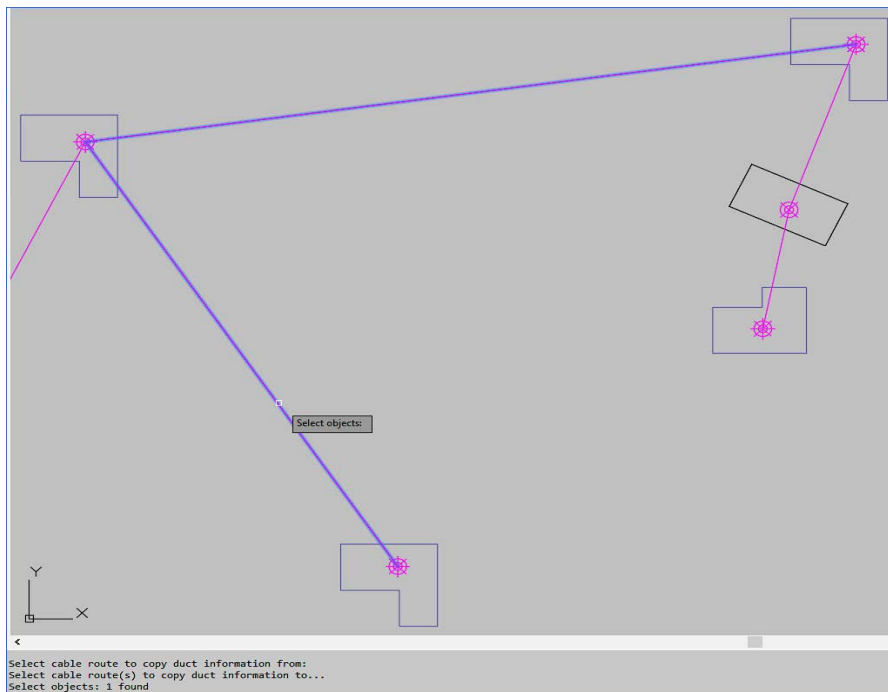 Select objects:
Y
X
Select cable route to copy duct information from:
Select cable route(s) to copy duct information to...
Select objects: 1 found